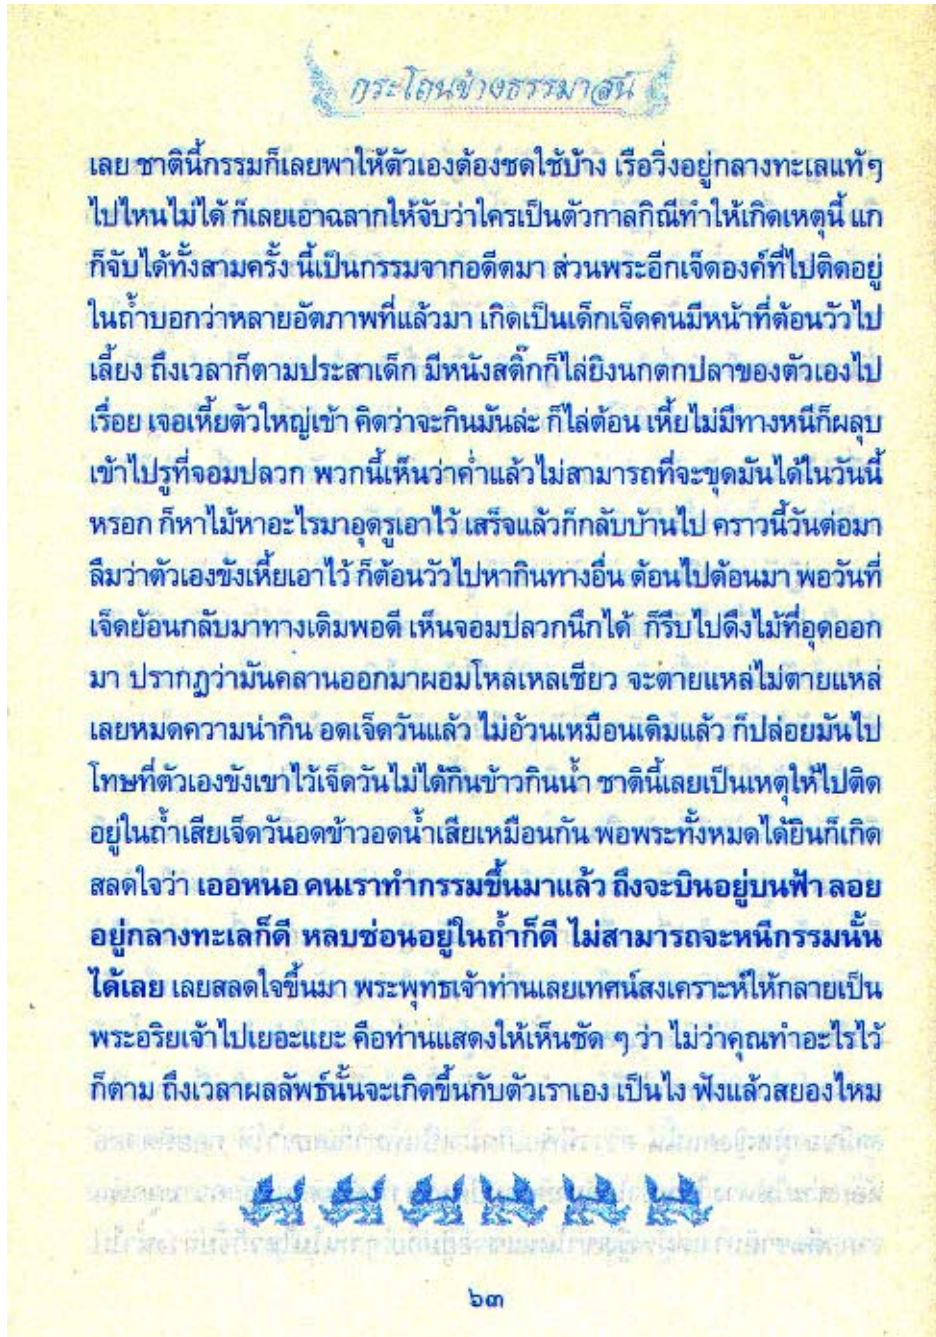 กระโถนข้างธรรมาสน์
เลย ชาตินี้กรรมก็เลยพาให้ตัวเองต้องชดใช้บ้าง เรือวิ่งอยู่กลางทะเลแท้ๆ
ไปไหนไม่ได้ ก็เลยเอาฉลากให้จับว่าใครเป็นตัวกาลกิณีทำให้เกิดเหตุนี้ แก
ก็จับได้ทั้งสามครั้ง นี้เป็นกรรมจากอดีตมา ส่วนพระอีกเจ็ดองค์ที่ไปติดอยู่
ในถ้ำบอกว่าหลายอัตภาพที่แล้วมา เกิดเป็นเด็กเจ็ดคนมีหน้าที่ต้อนวัวไป
เลี้ยง ถึงเวลาก็ตามประสาเด็ก มีหนังสติ๊กก็ไล่ยิงนกตกปลาของตัวเองไป
เรื่อย เจอเหี้ยตัวใหญ่เข้า คิดว่าจะกินมันล่ะ ก็ไล่ต้อน เหี้ยไม่มีทางหนีก็ผลุบ
เข้าไปรูที่จอมปลวก พวกนี้เห็นว่าค่ำแล้วไม่สามารถที่จะขุดมันได้ในวันนี้
หรอก ก็หาไม้หาอะไรมาอุดรูเอาไว้ เสร็จแล้วก็กลับบ้านไป คราวนี้วันต่อมา
ลืมว่าตัวเองขังเหี้ยเอาไว้ ก็ต้อนวัวไปหากินทางอื่น ต้อนไปต้อนมา พอวันที่
เจ็ดย้อนกลับมาทางเดิมพอดี เห็นจอมปลวกนึกได้ ก็รีบไปดึงไม้ที่อุดออก
มา ปรากฏว่ามันคลานออกมาผอมโหลเหลเชียว จะตายแหล่ไม่ตายแหล่
เลยหมดความน่ากิน อดเจ็ดวันแล้ว ไม่อ้วนเหมือนเดิมแล้ว ก็ปล่อยมันไป
โทษที่ตัวเองขังเขาไว้เจ็ดวันไม่ได้กินข้าวกินน้ำ ชาตินี้เลยเป็นเหตุให้ไปติด
อยู่ในถ้ำเสียเจ็ดวันอดข้าวอดน้ำเสียเหมือนกัน พอพระทั้งหมดได้ยินก็เกิด
สลดใจว่า เออหนอ คนเราทำกรรมขึ้นมาแล้ว ถึงจะบินอยู่บนฟ้า ลอย
อยู่กลางทะเลก็ดี หลบซ่อนอยู่ในถ้ำก็ดี ไม่สามารถจะหนีกรรมนั้น
ได้เลย เลยสลดใจขึ้นมา พระพุทธเจ้าท่านเลยเทศน์สงเคราะห์ให้กลายเป็น
พระอริยเจ้าไปเยอะแยะ คือท่านแสดงให้เห็นชัด ๆ ว่า ไม่ว่าคุณทำอะไรไว้
ก็ตาม ถึงเวลาผลลัพธ์นั้นจะเกิดขึ้นกับตัวเราเอง เป็นไง ฟังแล้วสยองไหม
๖๓